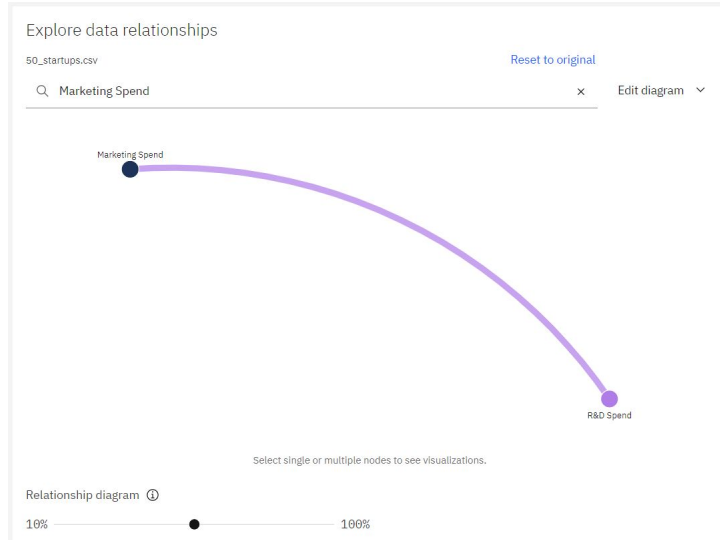 Explore data relationships
50_startups.csv
Reset to original
Marketing Spend
Edit diagram
Marketing Spend
R&D Spend
Select single or multiple nodes to see visualizations.
Relationship diagram
10%
100%